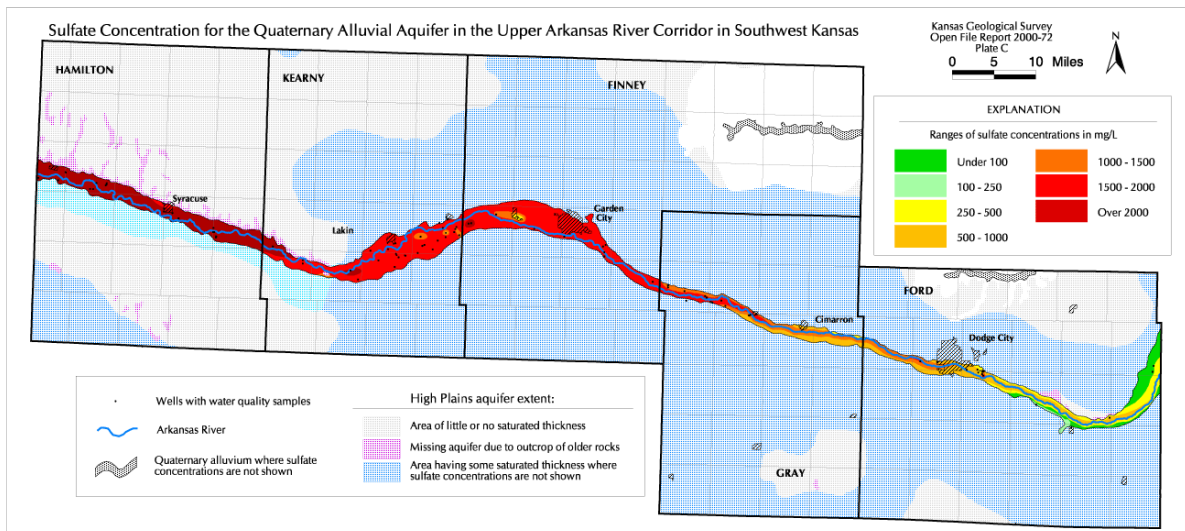 Sulfate Concentration for the Quaternary Alluvial Aquifer in the Upper Arkansas River Corridor in Southwest Kansas
Kansas Geological Survey
Open File Report 2000-72
Plate C
0 5 10 Miles
N
HAMILTON
KEARNY
FINNEY
EXPLANATION
Ranges of sulfate concentrations in mg/L
Under 100
1000 - 1500
100 - 250
1500 - 2000
250 - 500
Over 2000
500 - 1000
Syracuse
Lakin
Garden
City
FORD
Cimarron
Dodge City
GRAY
Wells with water quality samples
Arkansas River
Quaternary alluvium where sulfate
concentrations are not shown
High Plains aquifer extent:
Area of little or no saturated thickness
Missing aquifer due to outcrop of older rocks
Area having some saturated thickness where
sulfate concentrations are not shown